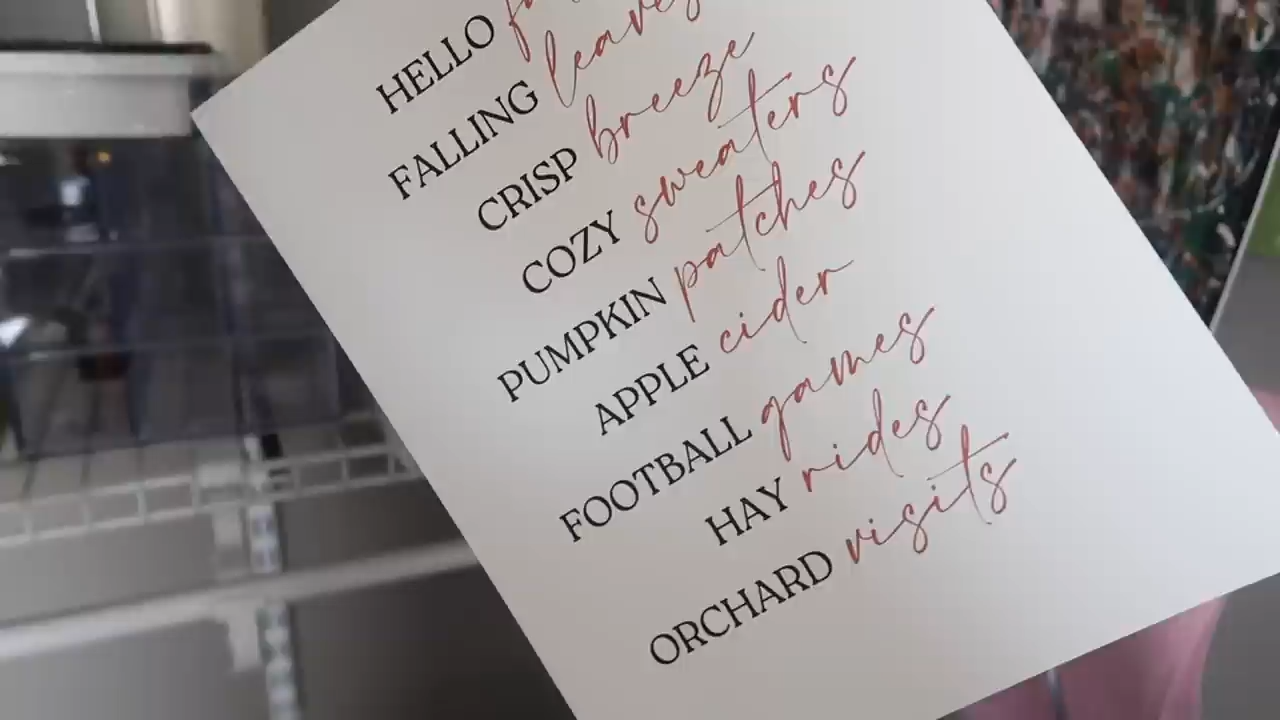 HELLO
FALLING leaves
CRISP breeze
COZY sweaters
PUMPKIN patches
APPLE cider
FOOTBALL games
HAY rides
ORCHARD visits